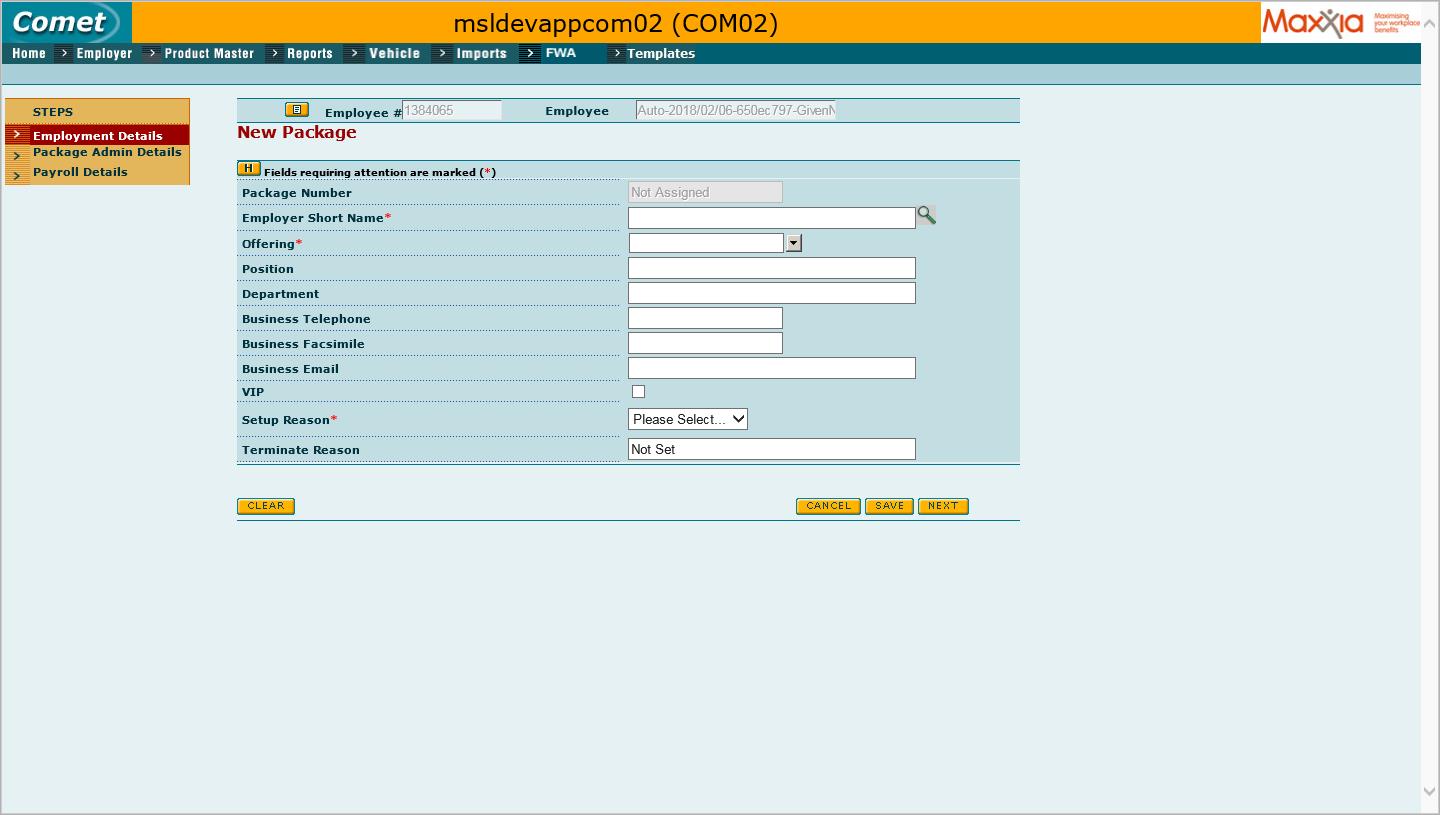 Comet
msldevappcom02 (COM02)
Maxxia Maximising your workplace benefits
Home Employer Product Master Reports Vehicle Imports FWA Templates
STEPS
Employment Details
Package Admin Details
Payroll Details
E Employee # 1384065 Employee Auto-2018/02/06-650ec797-GivenN
New Package
H Fields requiring attention are marked (*)
Package Number Not Assigned
Employer Short Name*
Offering*
Position
Department
Business Telephone
Business Facsimile
Business Email
VIP
Setup Reason* Please Select...
Terminate Reason Not Set
CLEAR CANCEL SAVE NEXT